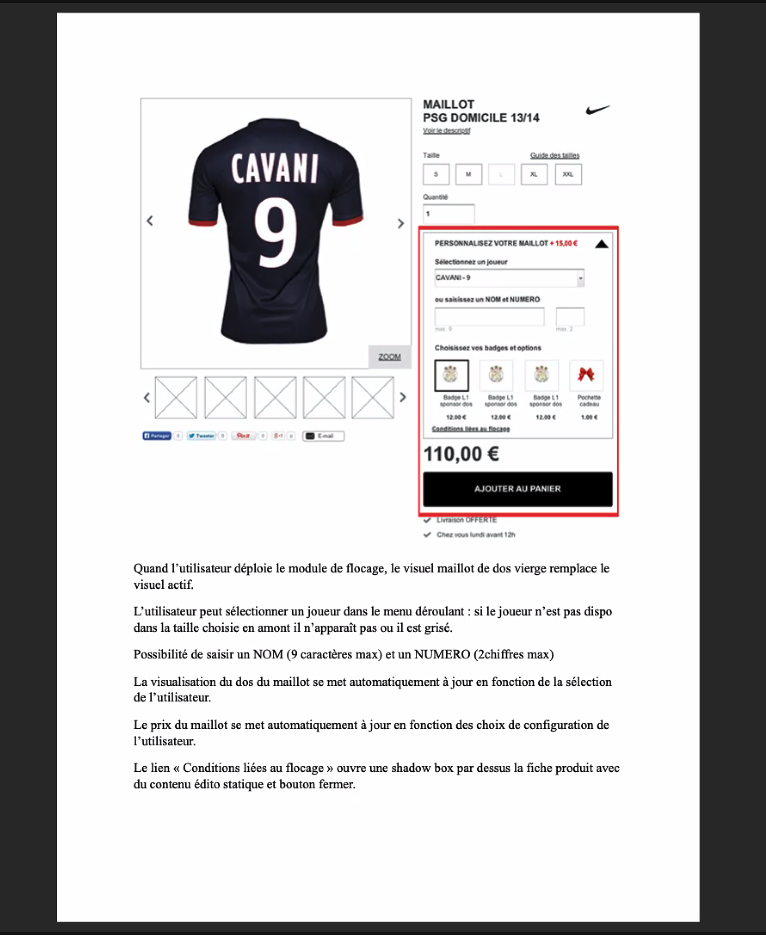 MAILLOT
PSG DOMICILE 13/14
Voir le descriptif
CAVANI
9
Taille
Guide des tailles
S M L XL XXL
Quantité
1
PERSONNALISEZ VOTRE MAILLOT + 15,00 €
Sélectionnez un joueur
CAVANI - 9
ou saisissez un NOM et NUMERO
max. 9 max. 2
Choisissez vos badges et options
Badge L1 Badge L1 Badge L1 Pochette
sponsor dos sponsor dos sponsor dos cadeau
12,00 € 12,00 € 12,00 € 1,00 €
Conditions liées au flocage
ZOOM
Partager 0 Tweeter 0 Pin it 0 +1 0 E-mail
110,00 €
AJOUTER AU PANIER
Livraison OFFERTE
Chez vous lundi avant 12h
Quand l’utilisateur déploie le module de flocage, le visuel maillot de dos vierge remplace le
visuel actif.
L’utilisateur peut sélectionner un joueur dans le menu déroulant : si le joueur n’est pas dispo
dans la taille choisie en amont il n’apparaît pas ou il est grisé.
Possibilité de saisir un NOM (9 caractères max) et un NUMERO (2chiffres max)
La visualisation du dos du maillot se met automatiquement à jour en fonction de la sélection
de l’utilisateur.
Le prix du maillot se met automatiquement à jour en fonction des choix de configuration de
l’utilisateur.
Le lien « Conditions liées au flocage » ouvre une shadow box par dessus la fiche produit avec
du contenu édito statique et bouton fermer.